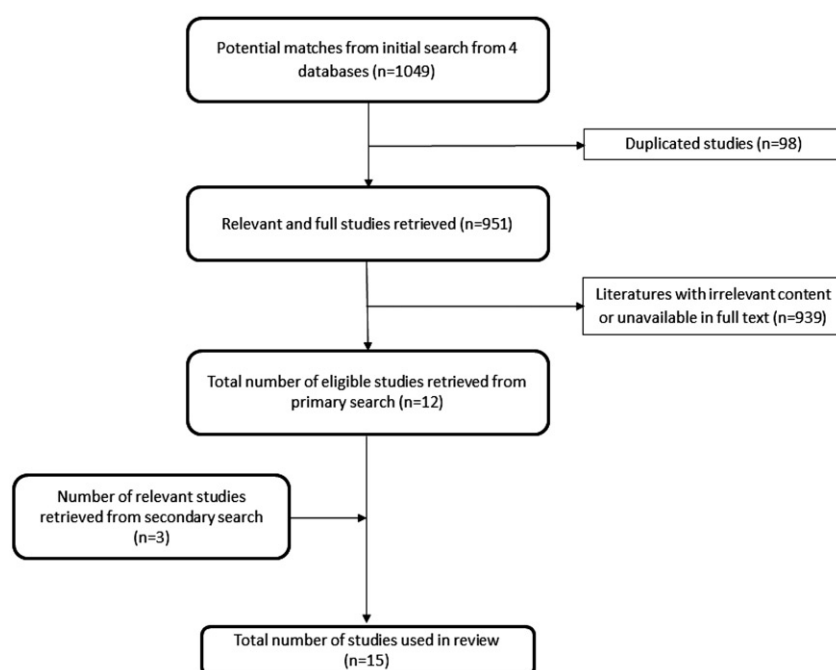 Potential matches from initial search from 4
databases (n=1049)
Duplicated studies (n=98)
Relevant and full studies retrieved (n=951)
Literatures with irrelevant content
or unavailable in full text (n=939)
Total number of eligible studies retrieved from
primary search (n=12)
Number of relevant studies
retrieved from secondary search
(n=3)
Total number of studies used in review
(n=15)